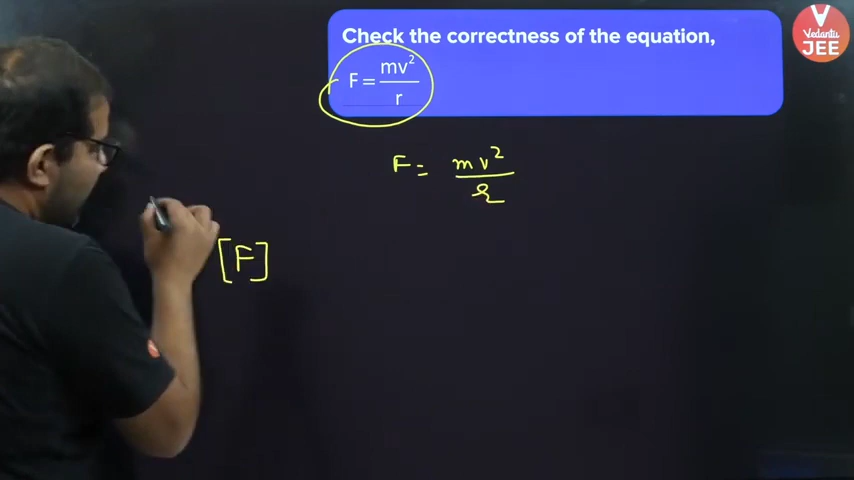 Check the correctness of the equation,
F = mv²/r
Vedantu
JEE
F = mv²/r
[F]